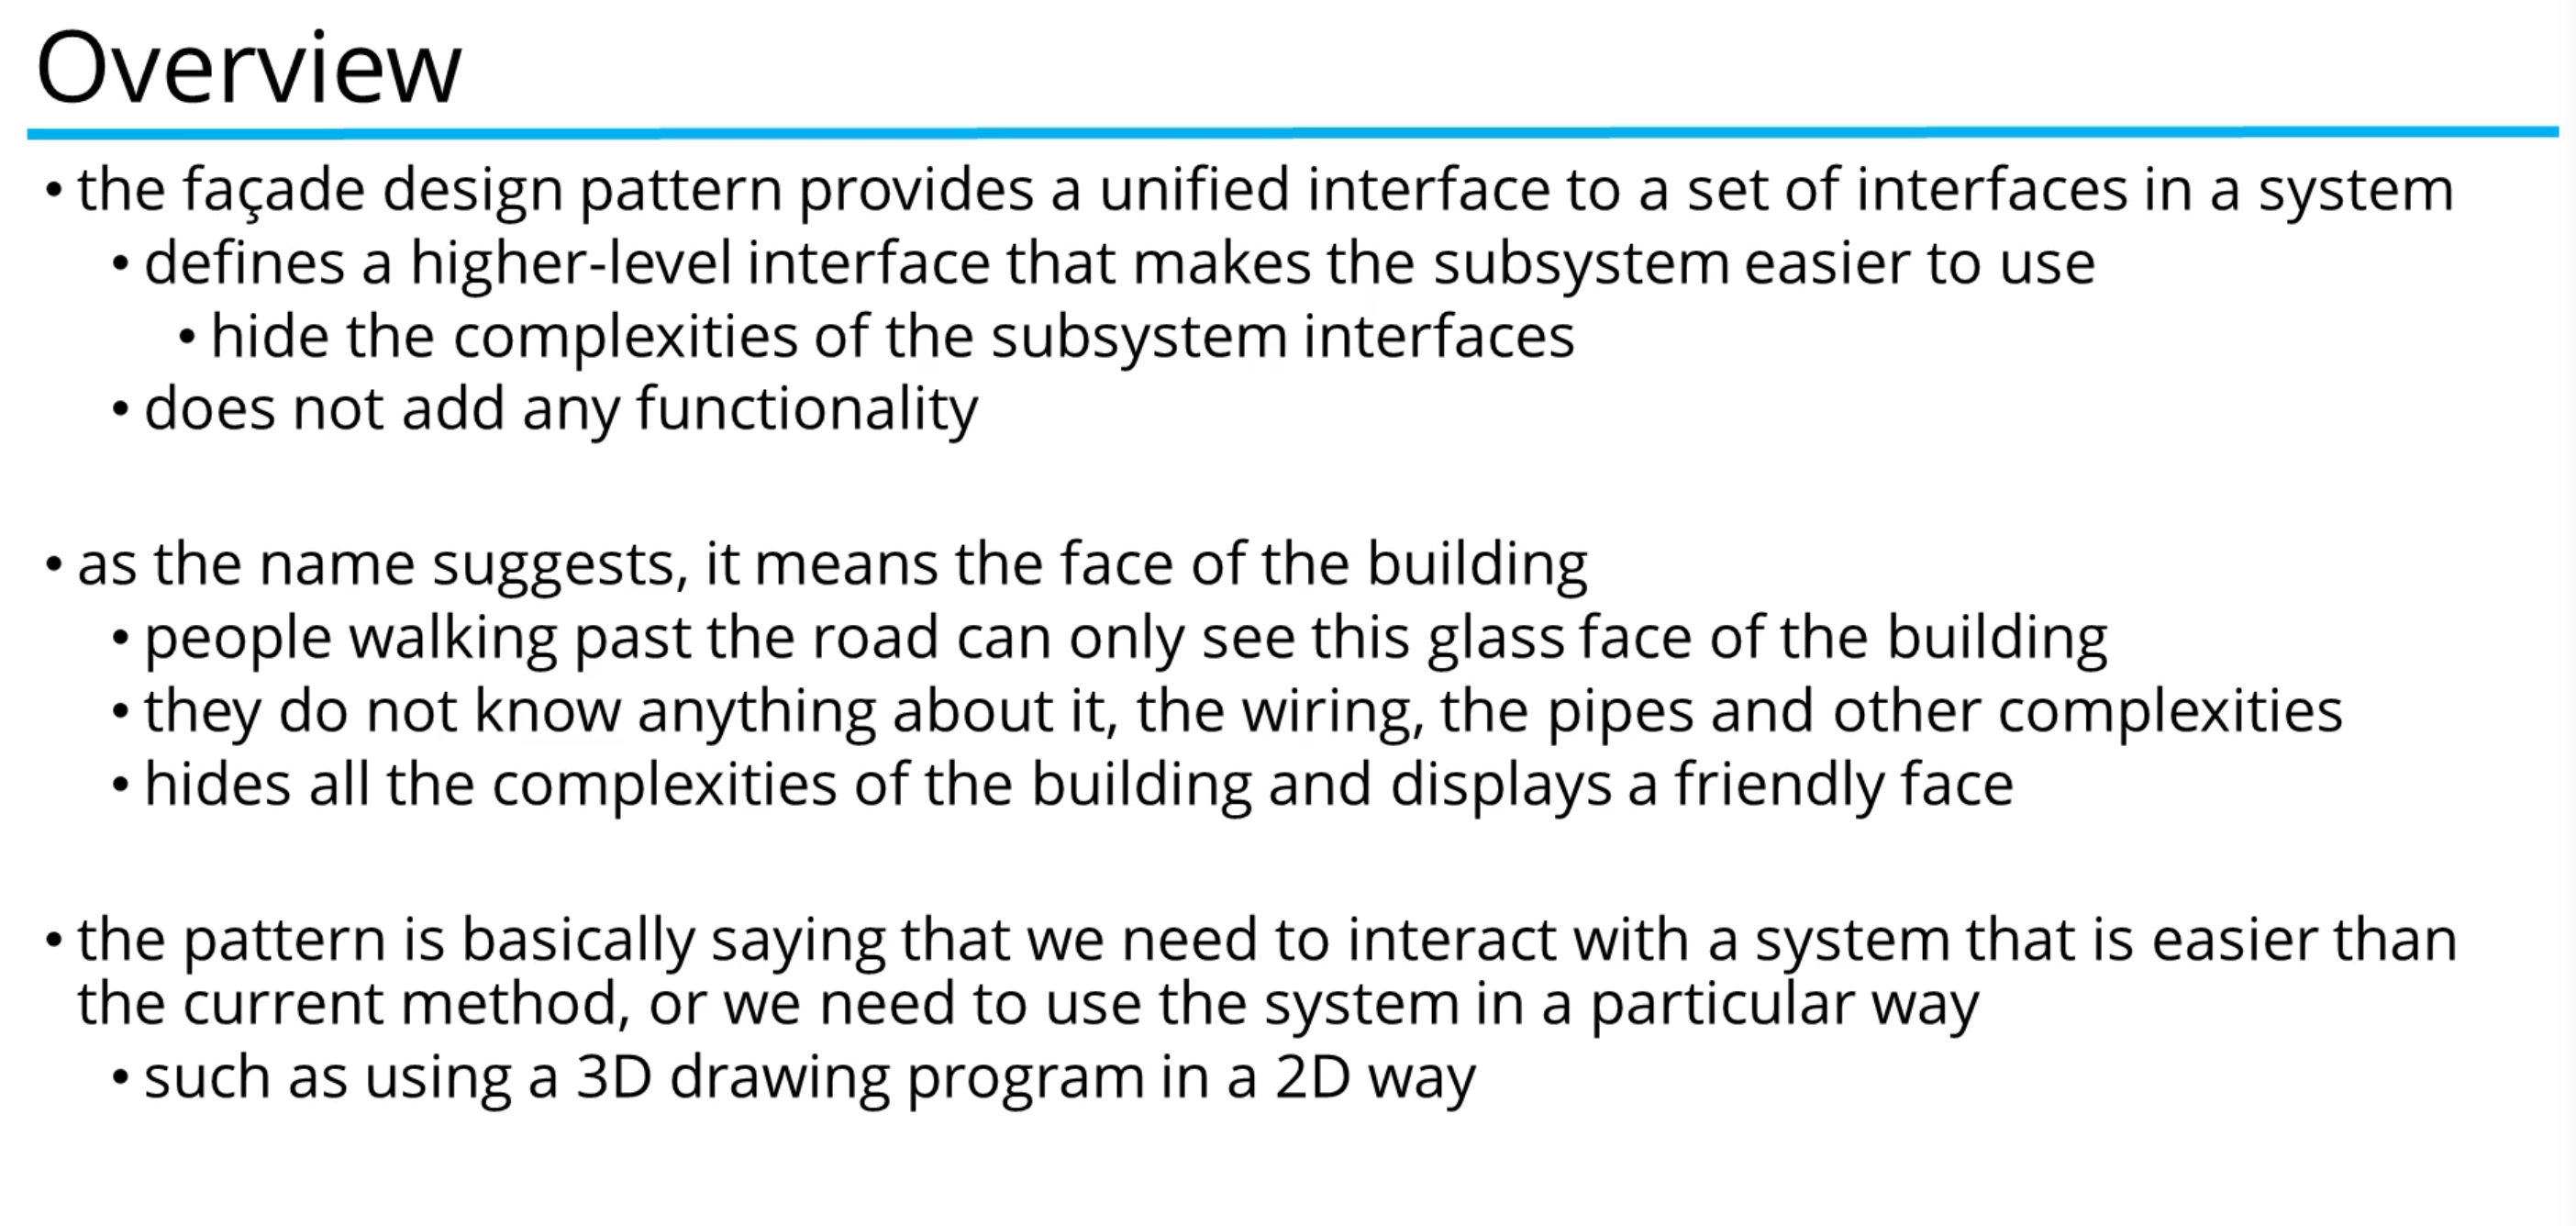 Overview
• the façade design pattern provides a unified interface to a set of interfaces in a system
• defines a higher-level interface that makes the subsystem easier to use
• hide the complexities of the subsystem interfaces
• does not add any functionality
• as the name suggests, it means the face of the building
• people walking past the road can only see this glass face of the building
• they do not know anything about it, the wiring, the pipes and other complexities
• hides all the complexities of the building and displays a friendly face
• the pattern is basically saying that we need to interact with a system that is easier than
the current method, or we need to use the system in a particular way
• such as using a 3D drawing program in a 2D way